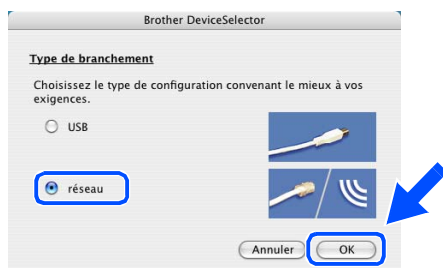 Brother DeviceSelector
Type de branchement
Choisissez le type de configuration convenant le mieux à vos
exigences.
USB
réseau
Annuler OK